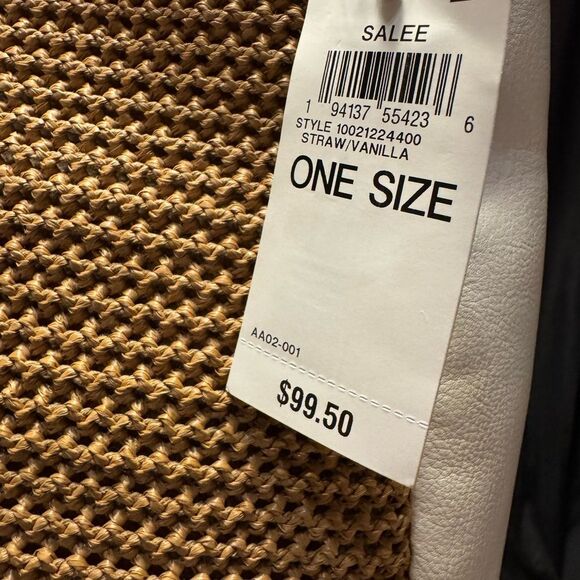 SALEE
1 94137 55423 6
STYLE 10021224400
STRAW/VANILLA
ONE SIZE
AA02-001
$99.50